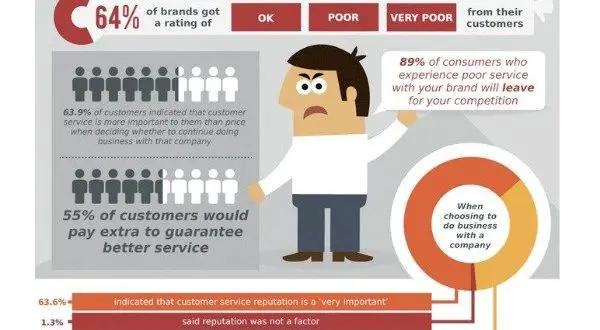 64% of brands got a rating of OK POOR VERY POOR from their customers
63.9% of customers indicated that customer
service is more important to them than price
when deciding whether to continue doing
business with that company
89% of consumers who
experience poor service
with your brand will leave
for your competition
55% of customers would
pay extra to guarantee
better service
When
choosing to
do business
with a
company
63.6% indicated that customer service reputation is a 'very important'
1.3% said reputation was not a factor